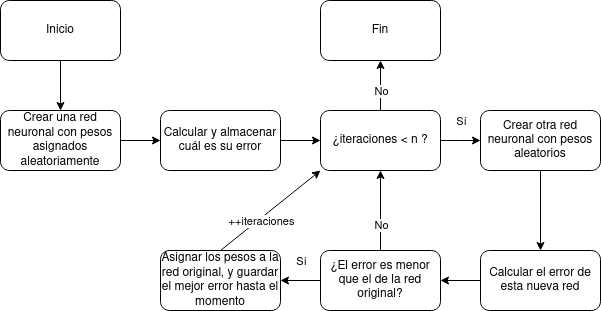 Inicio
Fin
No
Crear una red
neuronal con pesos
asignados
aleatoriamente
Calcular y almacenar
cuál es su error
¿iteraciones < n ?
Sí
Crear otra red
neuronal con pesos
aleatorios
++iteraciones
No
Asignar los pesos a la
red original, y guardar
el mejor error hasta el
momento
Sí
¿El error es menor
que el de la red
original?
Calcular el error de
esta nueva red